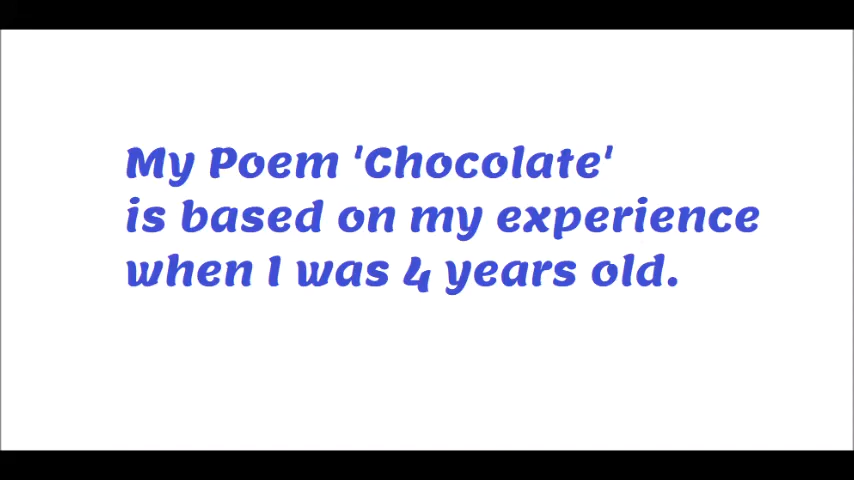 My Poem 'Chocolate'
is based on my experience
when I was 4 years old.